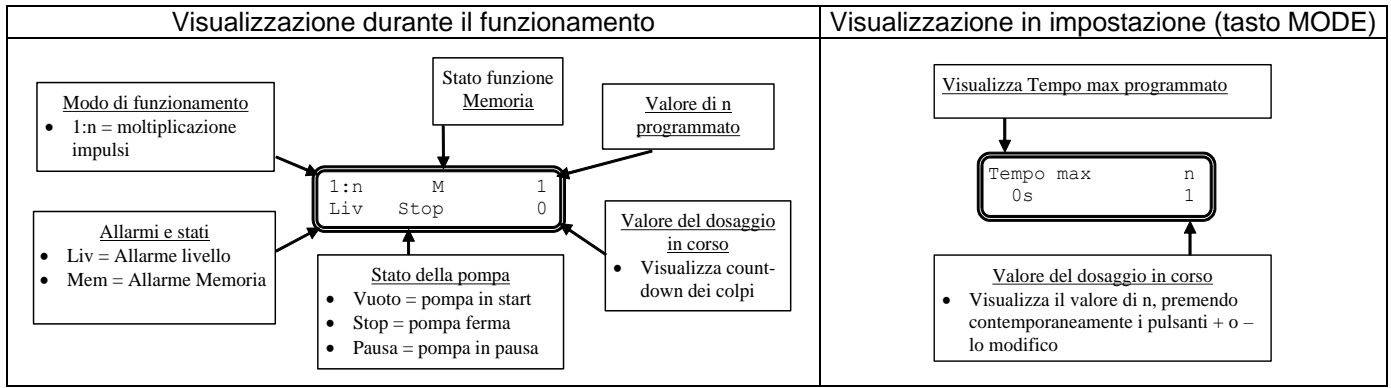 Visualizzazione durante il funzionamento
Visualizzazione in impostazione (tasto MODE)
Modo di funzionamento
• 1:n = moltiplicazione
impulsi
Stato funzione
Memoria
Valore di n
programmato
1:n M 1
Liv Stop 0
Allarmi e stati
• Liv = Allarme livello
• Mem = Allarme Memoria
Stato della pompa
• Vuoto = pompa in start
• Stop = pompa ferma
• Pausa = pompa in pausa
Valore del dosaggio
in corso
• Visualizza count-
down dei colpi
Visualizza Tempo max programmato
Tempo max n
0s 1
Valore del dosaggio in corso
• Visualizza il valore di n, premendo
contemporaneamente i pulsanti + o –
lo modifico